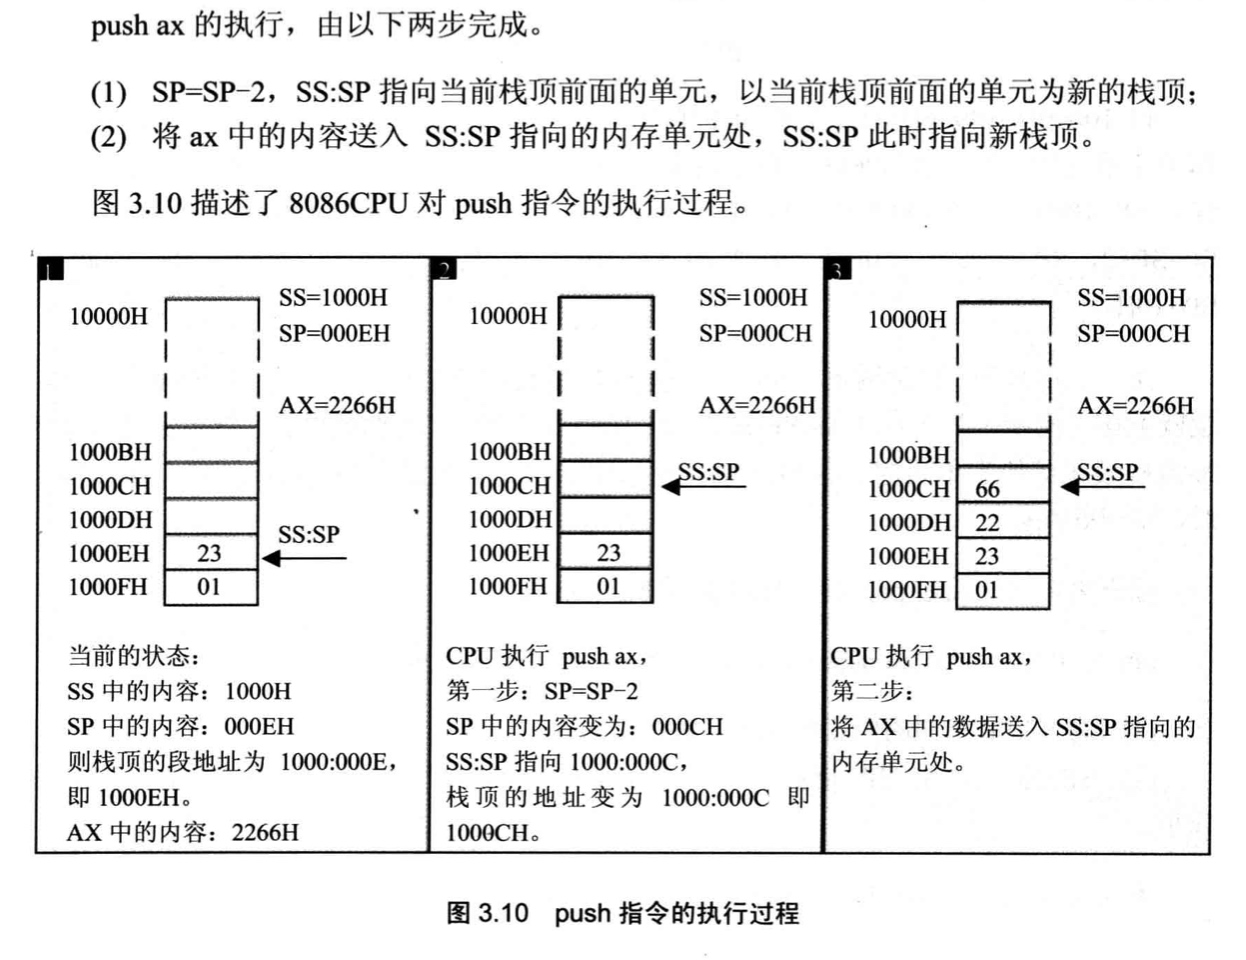 push ax 的执行，由以下两步完成。
(1) SP=SP-2，SS:SP 指向当前栈顶前面的单元，以当前栈顶前面的单元为新的栈顶；
(2) 将 ax 中的内容送入 SS:SP 指向的内存单元处，SS:SP 此时指向新栈顶。
图 3.10 描述了 8086CPU 对 push 指令的执行过程。
1
10000H
SS=1000H
SP=000EH
AX=2266H
1000BH
1000CH
1000DH
SS:SP
1000EH 23
1000FH 01
当前的状态：
SS 中的内容：1000H
SP 中的内容：000EH
则栈顶的段地址为 1000:000E，
即 1000EH。
AX 中的内容：2266H
2
10000H
SS=1000H
SP=000CH
AX=2266H
1000BH
SS:SP
1000CH
1000DH
1000EH 23
1000FH 01
CPU 执行 push ax，
第一步：SP=SP-2
SP 中的内容变为：000CH
SS:SP 指向 1000:000C，
栈顶的地址变为 1000:000C 即
1000CH。
3
10000H
SS=1000H
SP=000CH
AX=2266H
1000BH
SS:SP
1000CH 66
1000DH 22
1000EH 23
1000FH 01
CPU 执行 push ax，
第二步：
将 AX 中的数据送入 SS:SP 指向的
内存单元处。
图 3.10 push 指令的执行过程